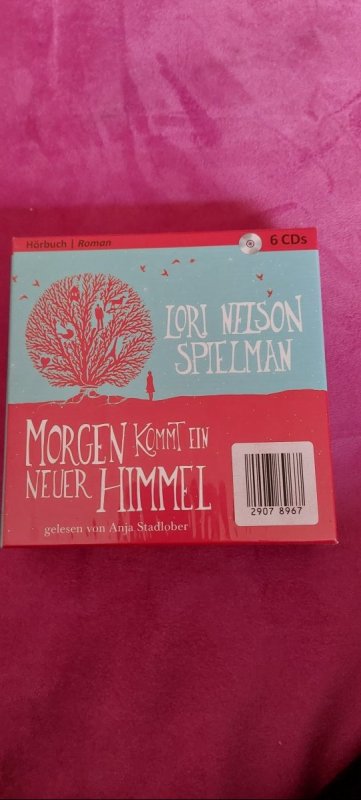 Hörbuch | Roman
6 CDs
LORI NELSON
SPIELMAN
MORGEN KOMMT EIN
NEUER HIMMEL
gelesen von Anja Stadlober
2907 8967